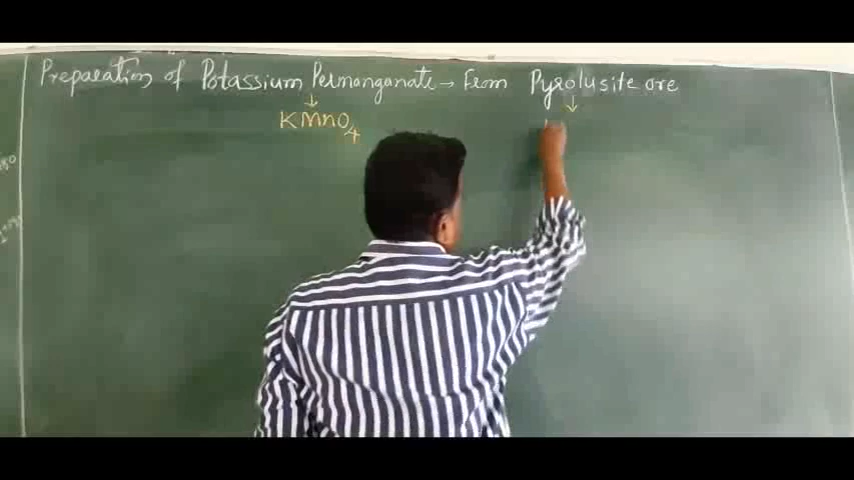 Preparation of Potassium Permanganate → From Pyrolusite ore
↓ ↓
KMnO₄